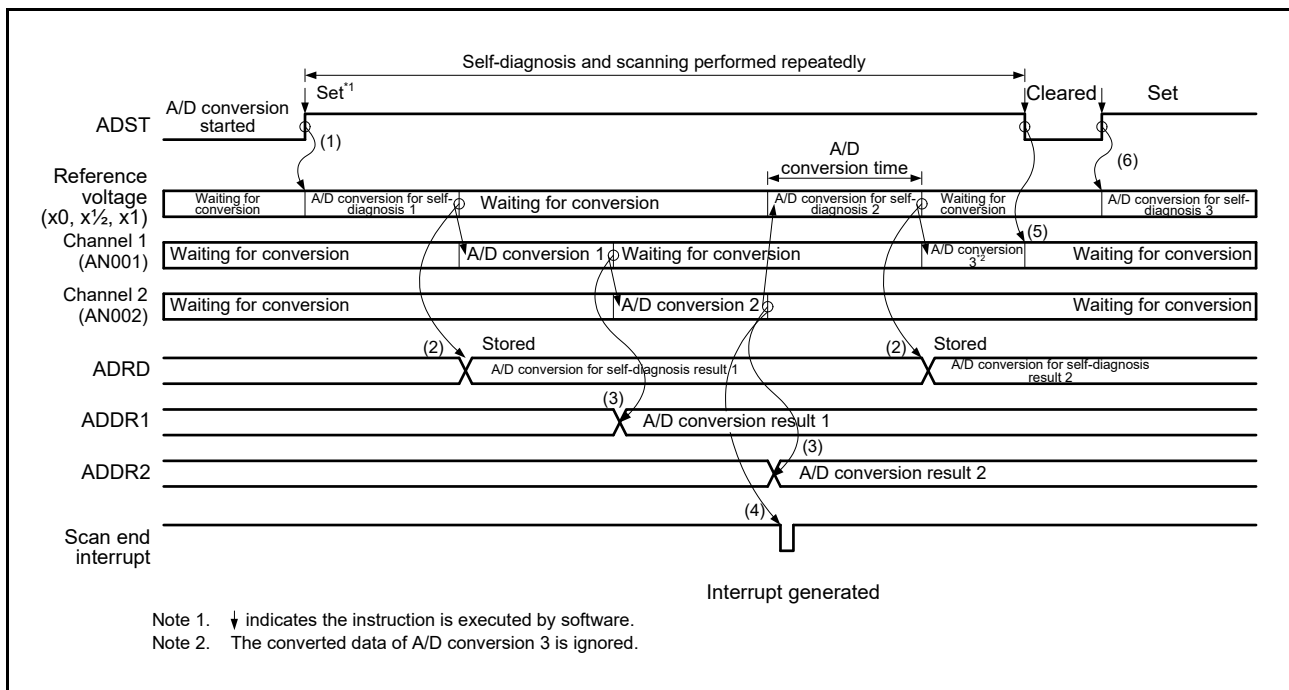 Self-diagnosis and scanning performed repeatedly
Set*1
Cleared
Set
A/D conversion
started
ADST
(1)
A/D
conversion time
(6)
Reference
voltage
(x0, x½, x1)
Waiting for
conversion
A/D conversion for self-
diagnosis 1
Waiting for conversion
A/D conversion for self-
diagnosis 2
Waiting for
conversion
A/D conversion for self-
diagnosis 3
(5)
Channel 1
(AN001)
Waiting for conversion
A/D conversion 1
Waiting for conversion
A/D conversion
3*2
Waiting for conversion
Channel 2
(AN002)
Waiting for conversion
A/D conversion 2
Waiting for conversion
(2)
Stored
(2)
Stored
ADRD
A/D conversion for self-diagnosis result 1
A/D conversion for self-diagnosis
result 2
(3)
ADDR1
A/D conversion result 1
(3)
ADDR2
A/D conversion result 2
(4)
Scan end
interrupt
Interrupt generated
Note 1. ↓ indicates the instruction is executed by software.
Note 2. The converted data of A/D conversion 3 is ignored.